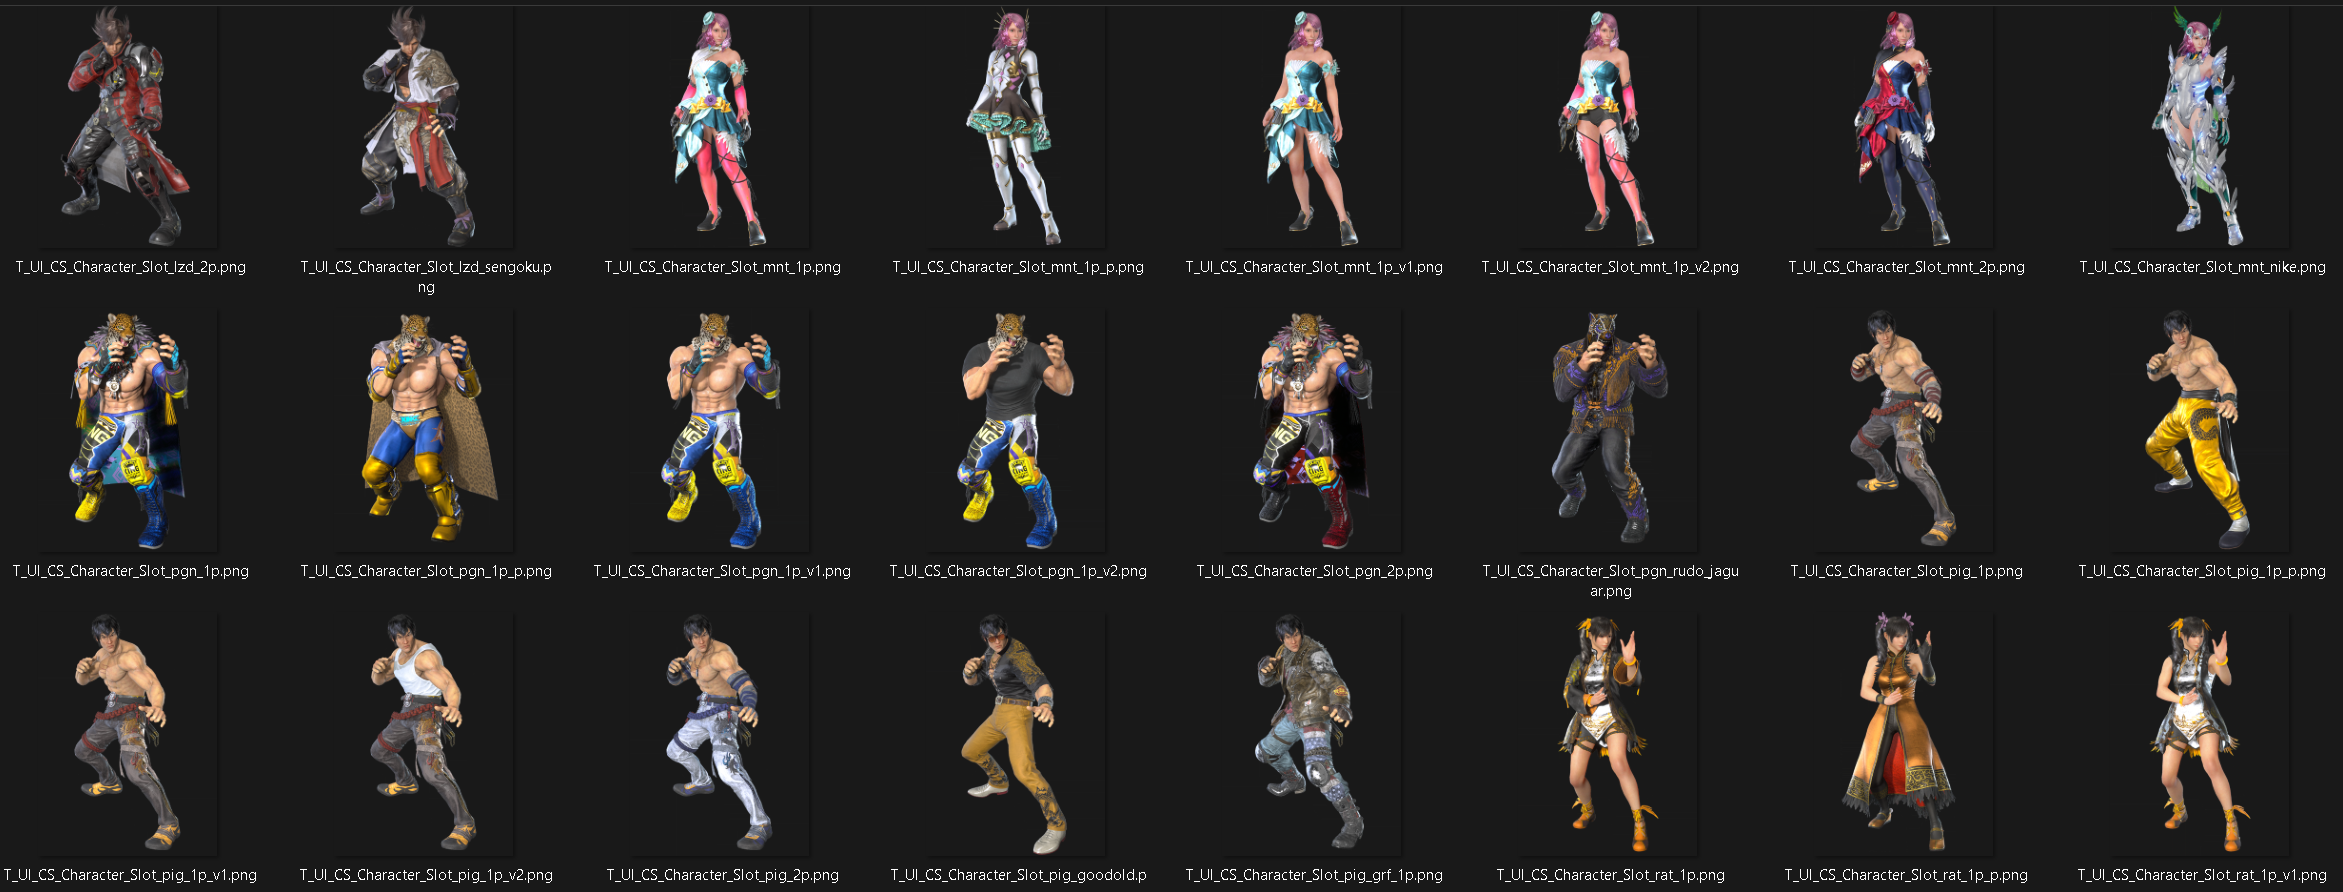 T_UI_CS_Character_Slot_lzd_2p.png
T_UI_CS_Character_Slot_lzd_sengoku.p
ng
T_UI_CS_Character_Slot_mnt_1p.png
T_UI_CS_Character_Slot_mnt_1p_p.png
T_UI_CS_Character_Slot_mnt_1p_v1.png
T_UI_CS_Character_Slot_mnt_1p_v2.png
T_UI_CS_Character_Slot_mnt_2p.png
T_UI_CS_Character_Slot_mnt_nike.png
T_UI_CS_Character_Slot_pgn_1p.png
T_UI_CS_Character_Slot_pgn_1p_p.png
T_UI_CS_Character_Slot_pgn_1p_v1.png
T_UI_CS_Character_Slot_pgn_1p_v2.png
T_UI_CS_Character_Slot_pgn_2p.png
T_UI_CS_Character_Slot_pgn_rudo_jagu
ar.png
T_UI_CS_Character_Slot_pig_1p.png
T_UI_CS_Character_Slot_pig_1p_p.png
T_UI_CS_Character_Slot_pig_1p_v1.png
T_UI_CS_Character_Slot_pig_1p_v2.png
T_UI_CS_Character_Slot_pig_2p.png
T_UI_CS_Character_Slot_pig_goodold.p
T_UI_CS_Character_Slot_pig_grf_1p.png
T_UI_CS_Character_Slot_rat_1p.png
T_UI_CS_Character_Slot_rat_1p_p.png
T_UI_CS_Character_Slot_rat_1p_v1.png